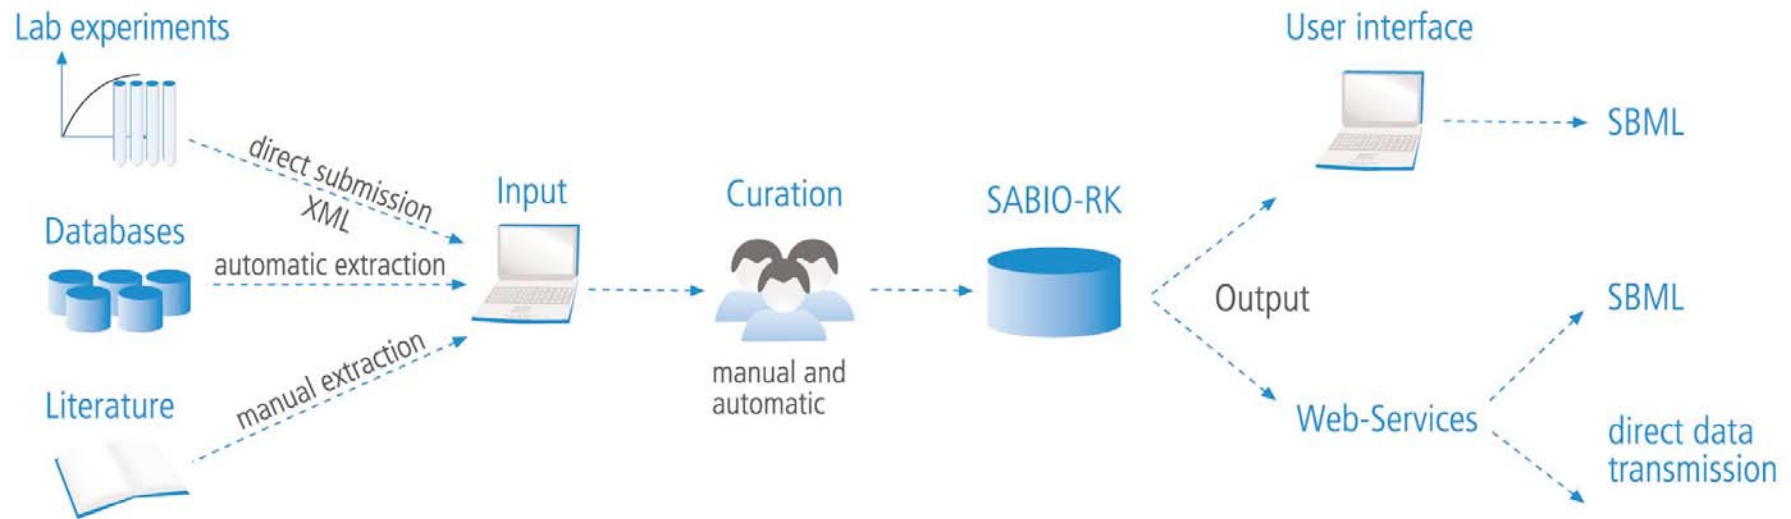 Lab experiments
direct submission
XML
Databases
automatic extraction
Literature
manual extraction
Input
Curation
manual and
automatic
SABIO-RK
Output
User interface
SBML
Web-Services
SBML
direct data
transmission